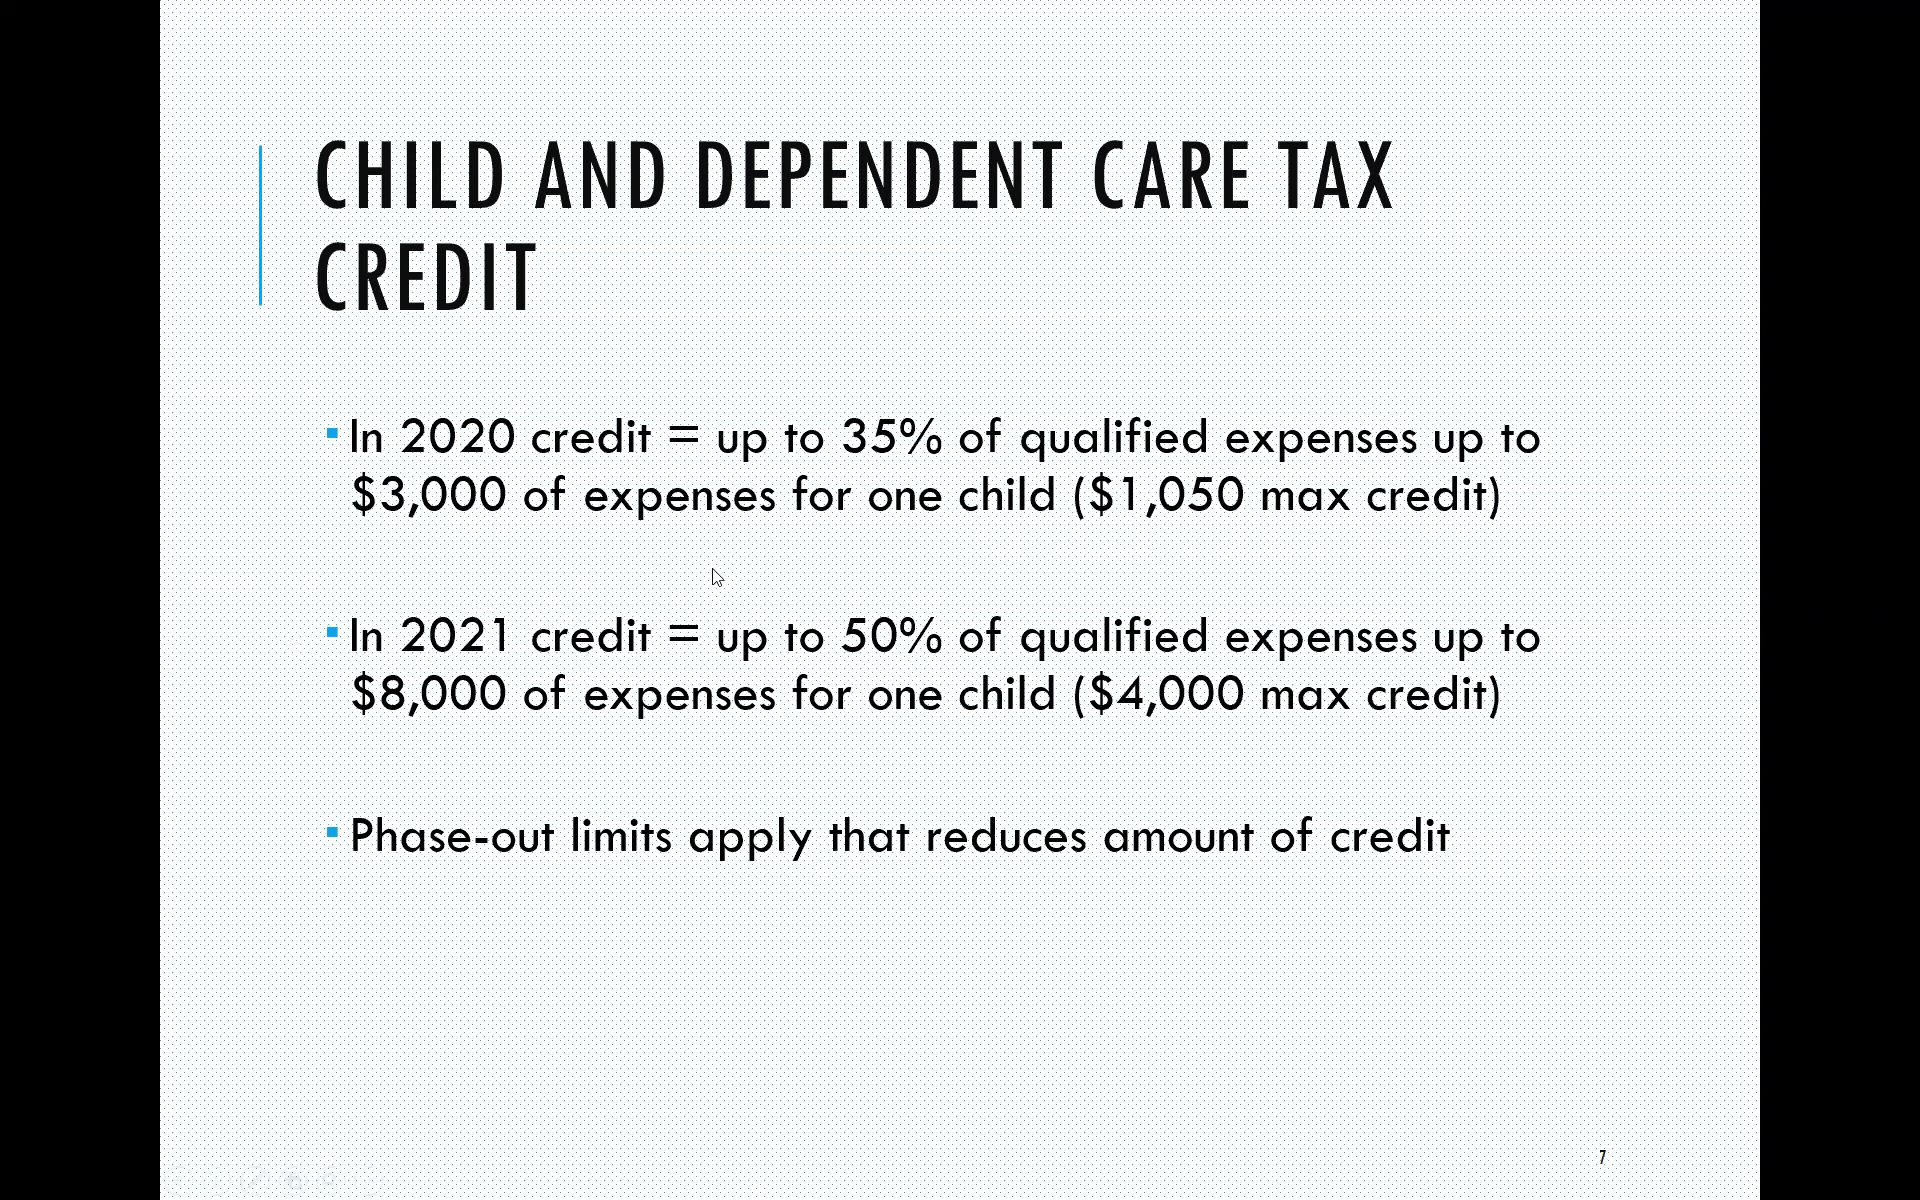 CHILD AND DEPENDENT CARE TAX
CREDIT
In 2020 credit = up to 35% of qualified expenses up to
$3,000 of expenses for one child ($1,050 max credit)
In 2021 credit = up to 50% of qualified expenses up to
$8,000 of expenses for one child ($4,000 max credit)
Phase-out limits apply that reduces amount of credit
7